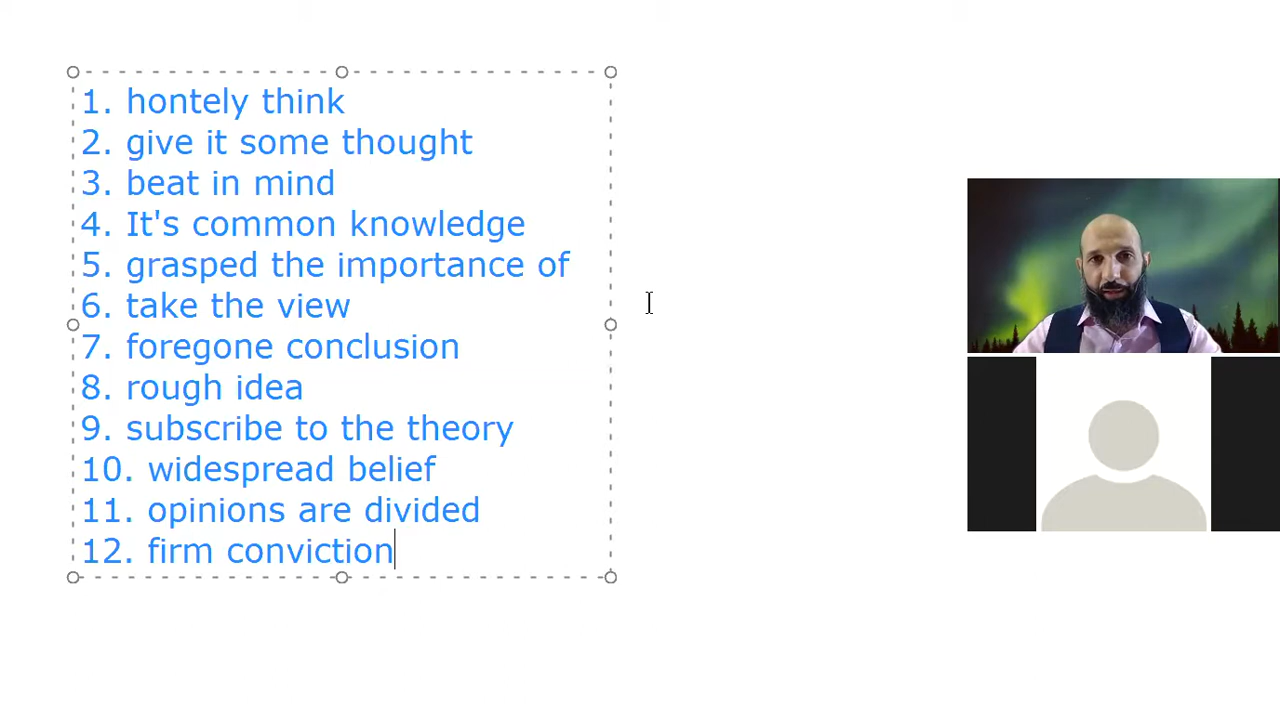 1. hontely think
2. give it some thought
3. beat in mind
4. It's common knowledge
5. grasped the importance of
6. take the view
7. foregone conclusion
8. rough idea
9. subscribe to the theory
10. widespread belief
11. opinions are divided
12. firm conviction